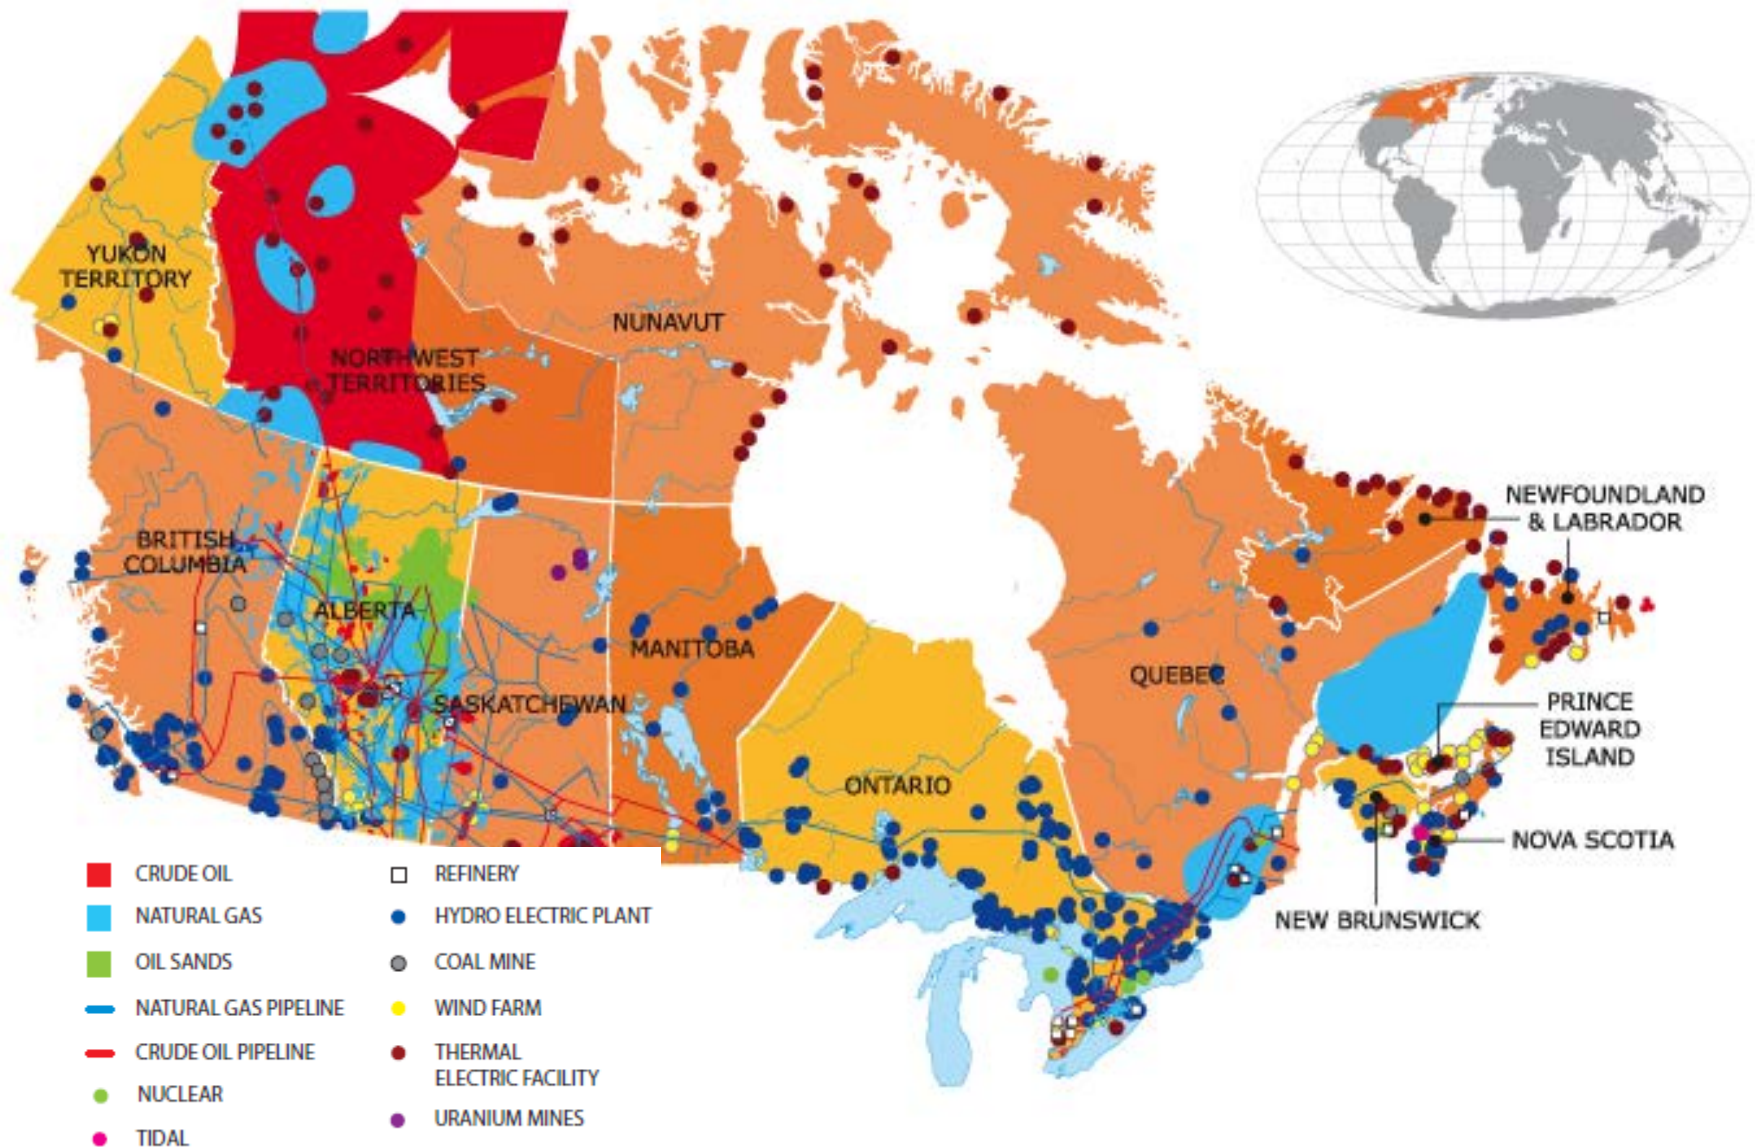 YUKON
TERRITORY
NORTHWEST
TERRITORIES
NUNAVUT
BRITISH
COLUMBIA
ALBERTA
SASKATCHEWAN
MANITOBA
ONTARIO
QUEBEC
NEWFOUNDLAND
& LABRADOR
PRINCE
EDWARD
ISLAND
NOVA SCOTIA
NEW BRUNSWICK
CRUDE OIL
NATURAL GAS
OIL SANDS
NATURAL GAS PIPELINE
CRUDE OIL PIPELINE
NUCLEAR
TIDAL
REFINERY
HYDRO ELECTRIC PLANT
COAL MINE
WIND FARM
THERMAL
ELECTRIC FACILITY
URANIUM MINES